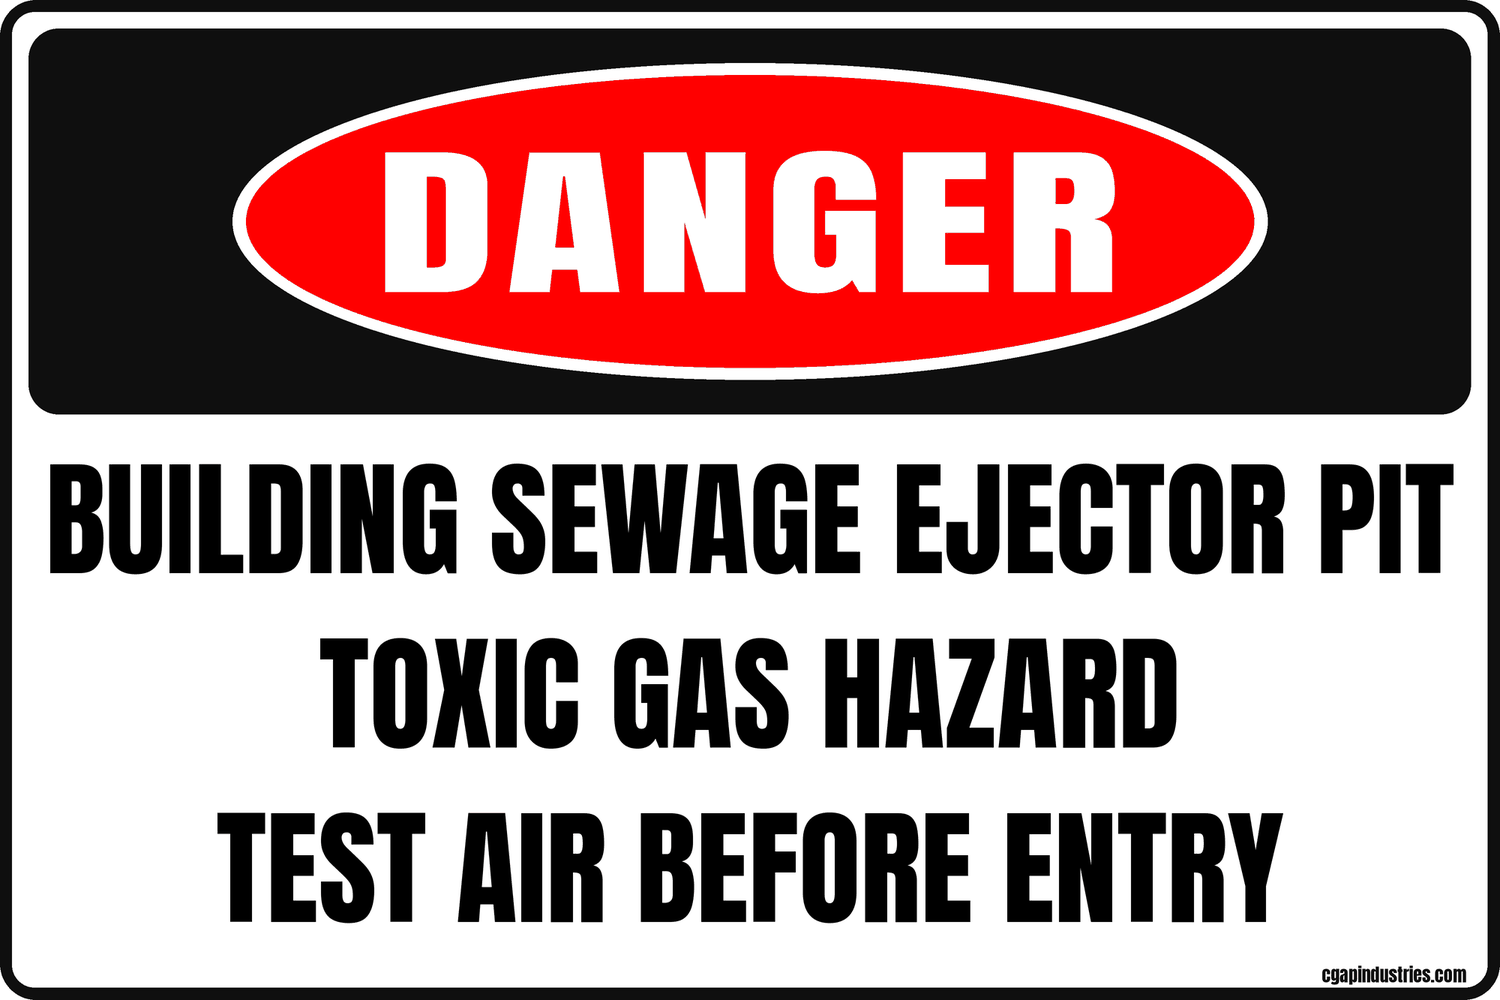 DANGER
BUILDING SEWAGE EJECTOR PIT
TOXIC GAS HAZARD
TEST AIR BEFORE ENTRY
cgapindustries.com